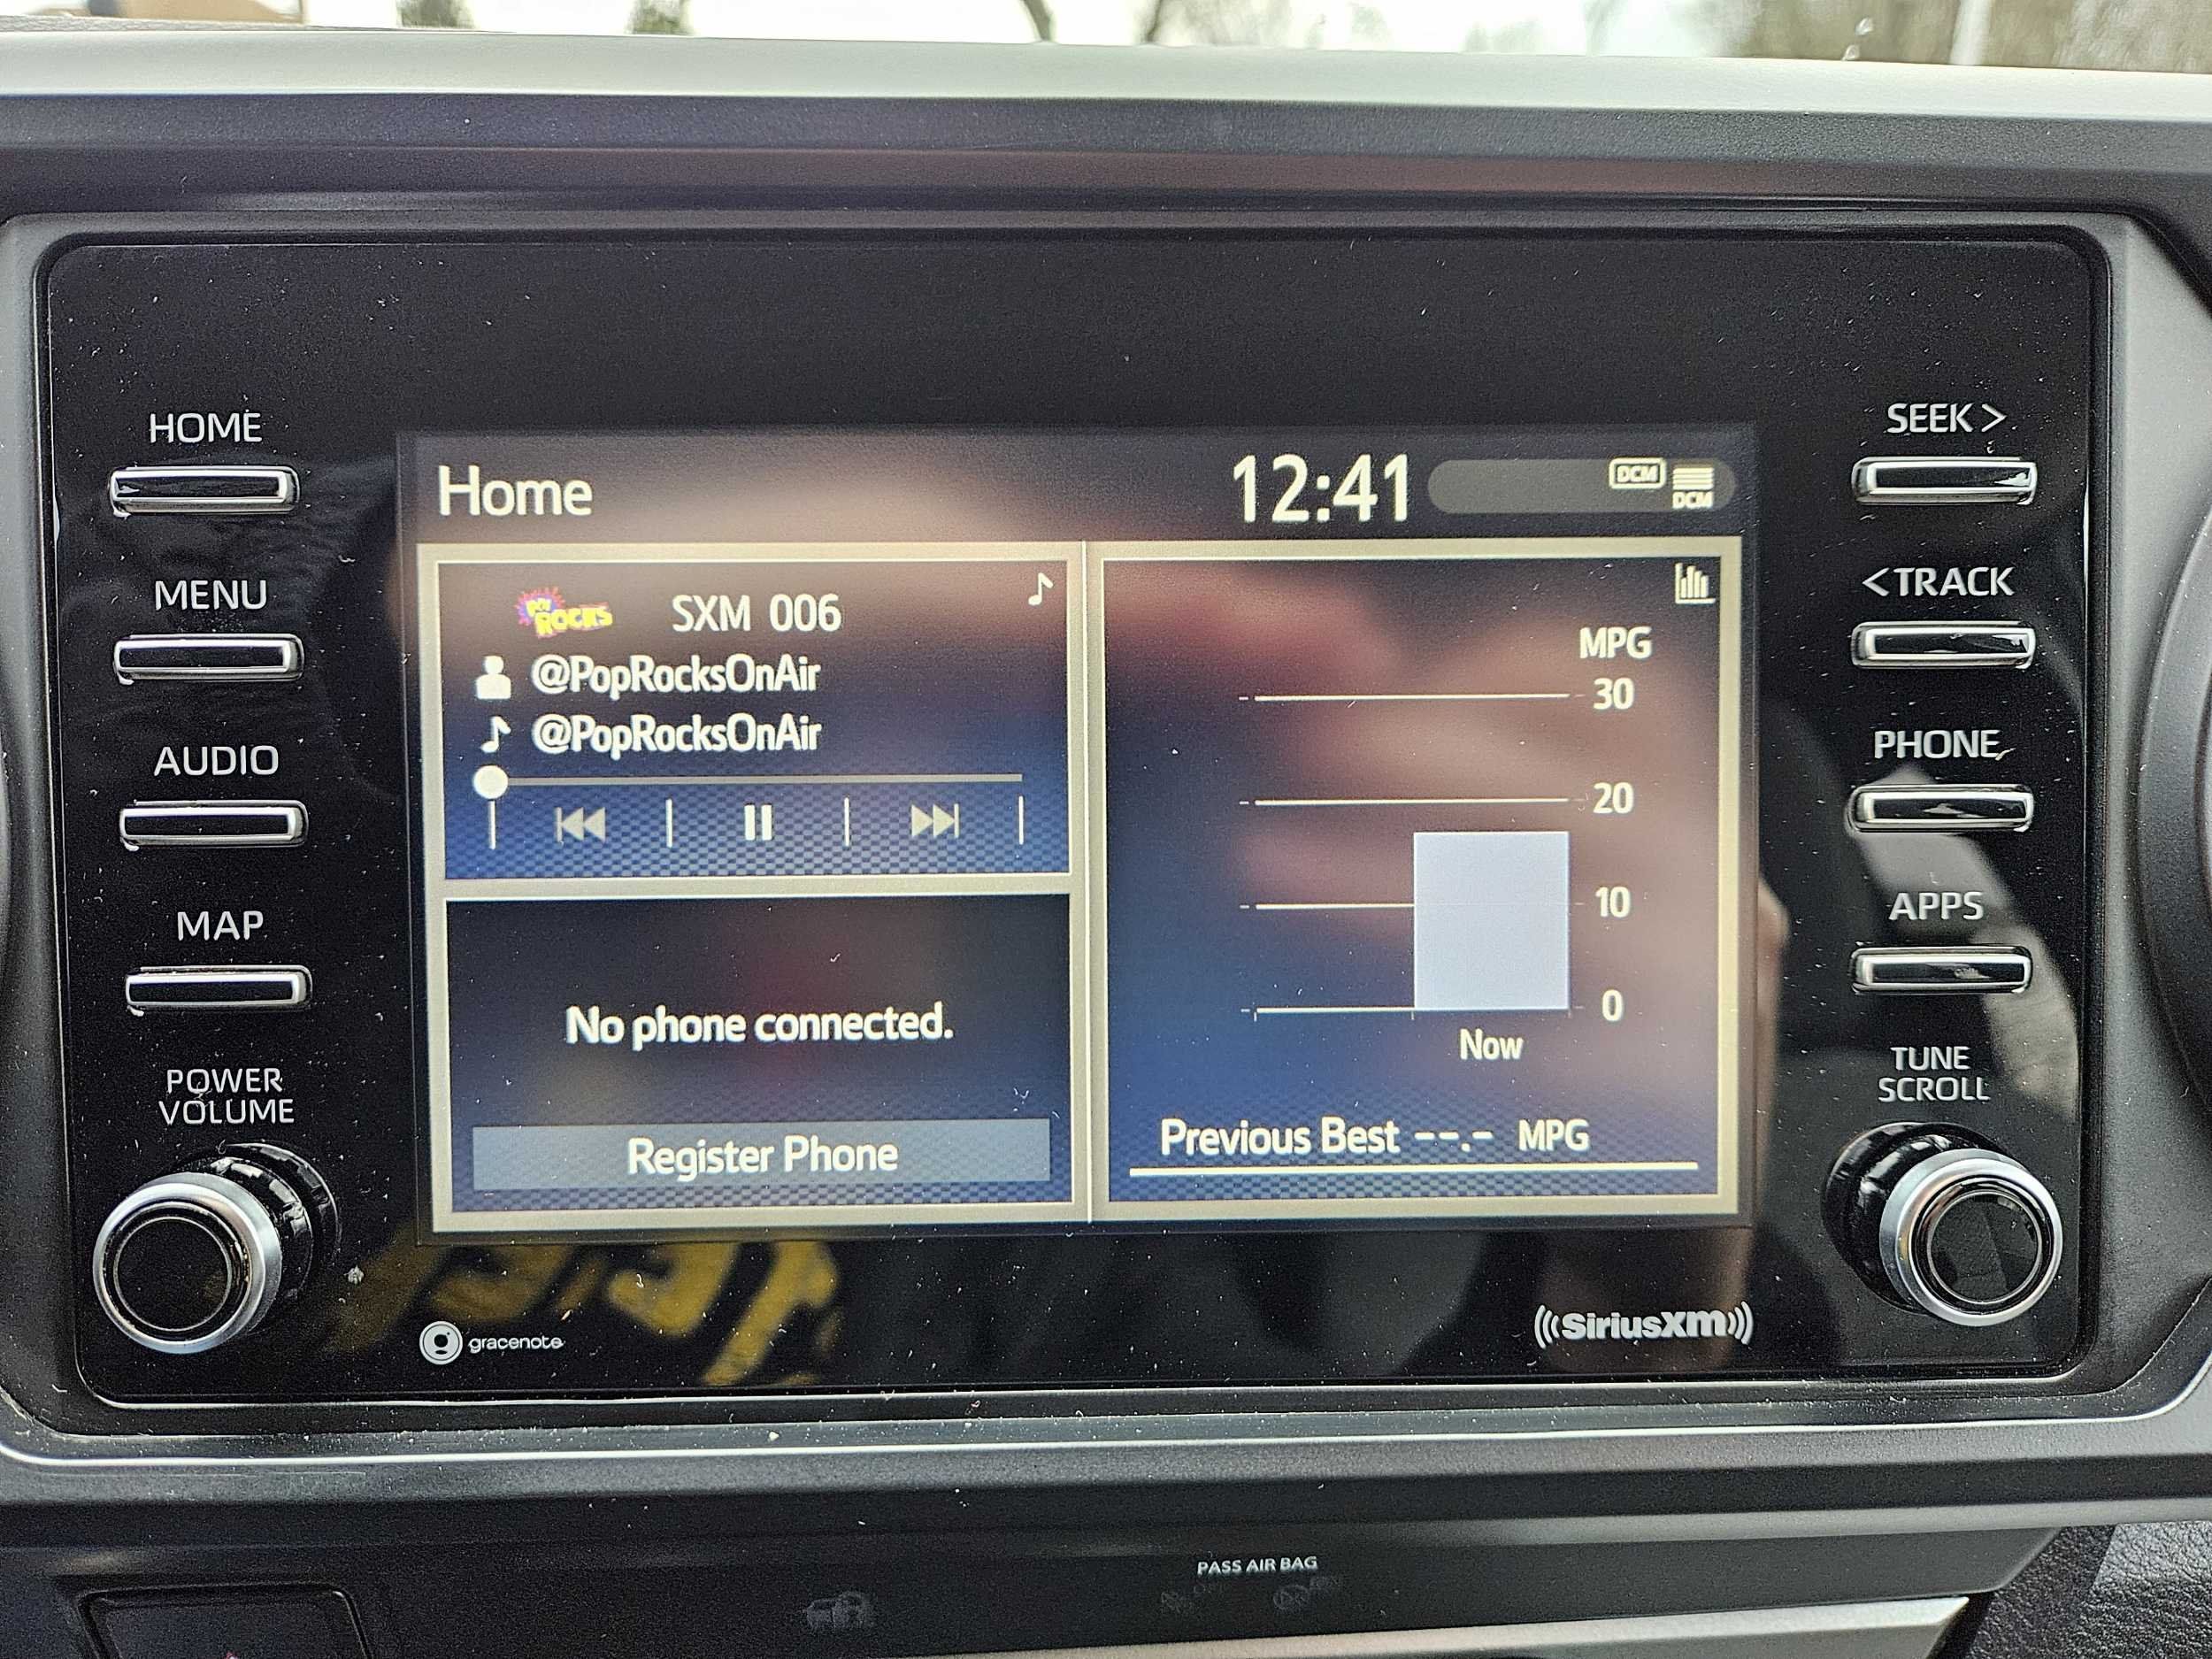 HOME
MENU
AUDIO
MAP
POWER
VOLUME
Home
12:41
DCM
DCM
POP ROCKS
SXM 006
@PopRocksOnAir
@PopRocksOnAir
No phone connected.
Register Phone
MPG
30
20
10
0
Now
Previous Best --.- MPG
SEEK >
< TRACK
PHONE
APPS
TUNE
SCROLL
gracenote
((SiriusXM))
PASS AIR BAG